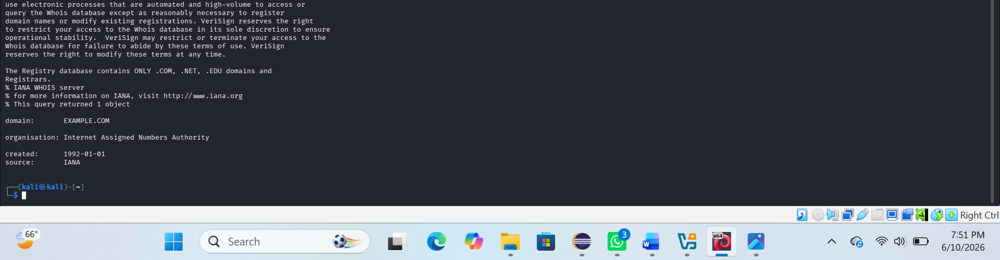 use electronic processes that are automated and high-volume to access or
query the Whois database except as reasonably necessary to register
domain names or modify existing registrations. VeriSign reserves the right
to restrict your access to the Whois database in its sole discretion to ensure
operational stability.  VeriSign may restrict or terminate your access to the
Whois database for failure to abide by these terms of use. VeriSign
reserves the right to modify these terms at any time.

The Registry database contains ONLY .COM, .NET, .EDU domains and
Registrars.
% IANA WHOIS server
% for more information on IANA, visit http://www.iana.org
% This query returned 1 object

domain:       EXAMPLE.COM

organisation: Internet Assigned Numbers Authority

created:      1992-01-01
source:       IANA

┌──(kali㉿kali)-[~]
└─$
Right Ctrl
66°
Search
3
W
x64
7:51 PM
6/10/2026